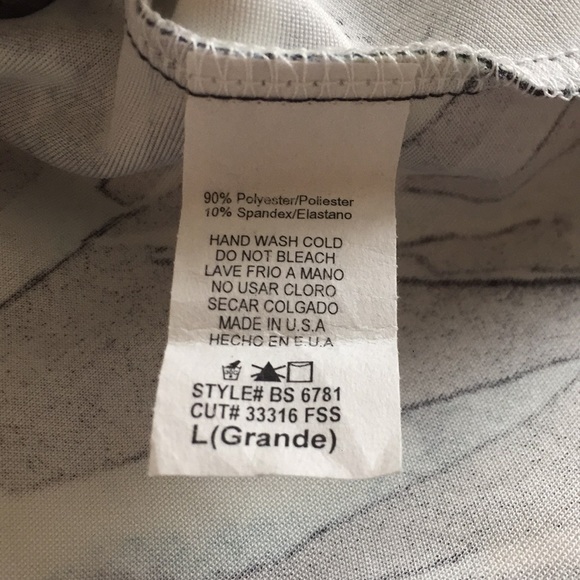 90% Polyester/Poliester
10% Spandex/Elastano
HAND WASH COLD
DO NOT BLEACH
LAVE FRIO A MANO
NO USAR CLORO
SECAR COLGADO
MADE IN U.S.A
HECHO EN E.U.A
STYLE# BS 6781
CUT# 33316 FSS
L(Grande)